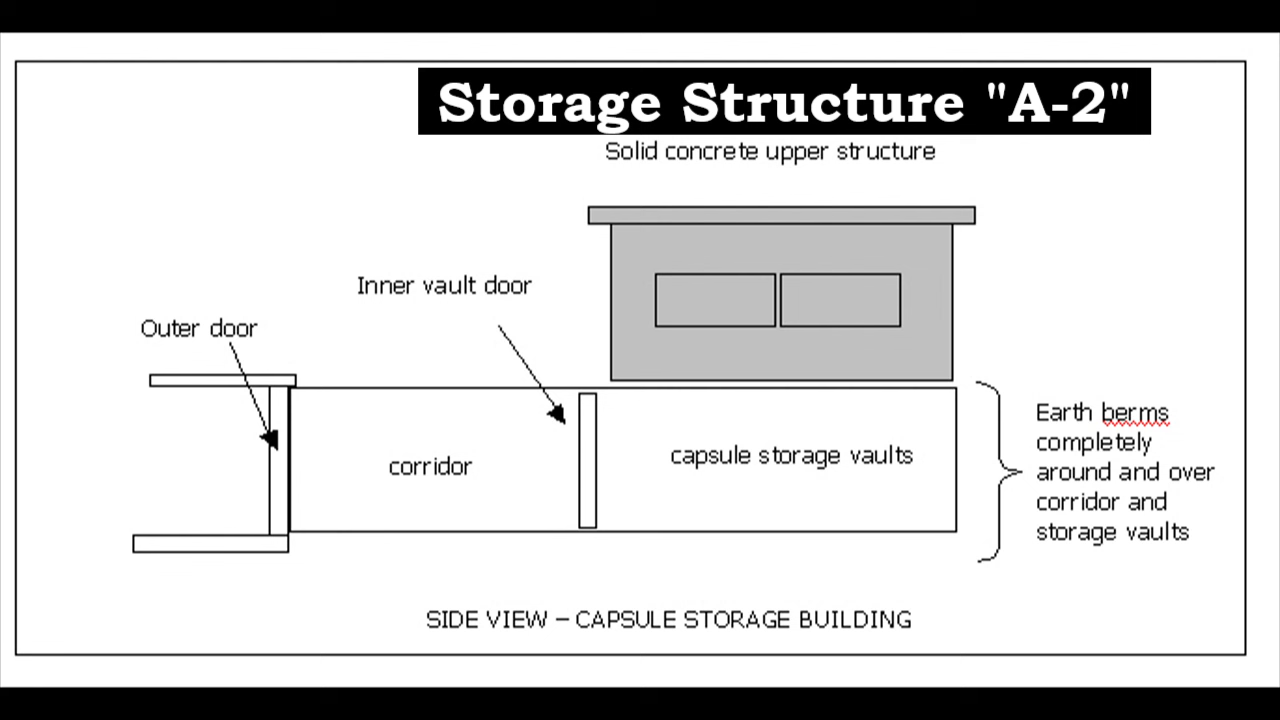 Storage Structure "A-2"
Solid concrete upper structure
Inner vault door
Outer door
corridor
capsule storage vaults
Earth berms
completely
around and over
corridor and
storage vaults
SIDE VIEW – CAPSULE STORAGE BUILDING